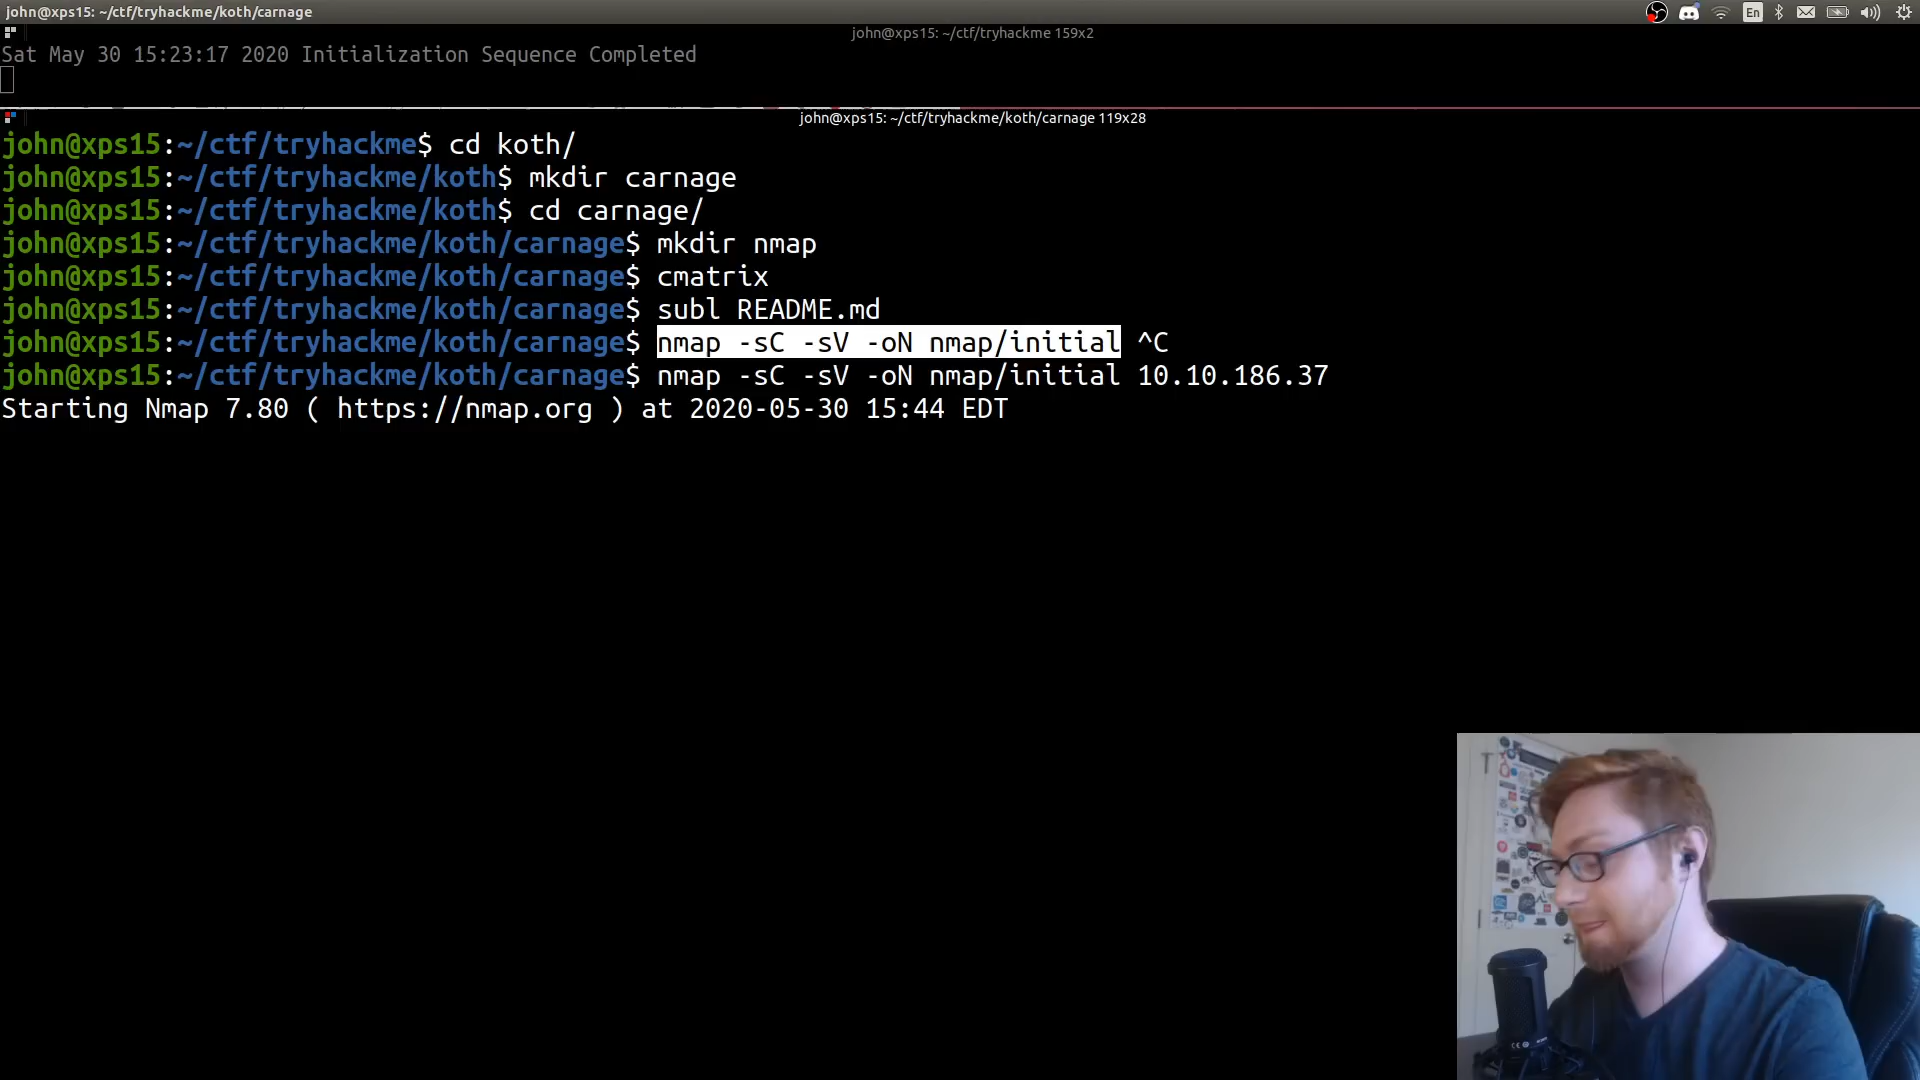 john@xps15: ~/ctf/tryhackme/koth/carnage
En
john@xps15: ~/ctf/tryhackme 159x2
Sat May 30 15:23:17 2020 Initialization Sequence Completed
john@xps15: ~/ctf/tryhackme/koth/carnage 119x28
john@xps15:~/ctf/tryhackme$ cd koth/
john@xps15:~/ctf/tryhackme/koth$ mkdir carnage
john@xps15:~/ctf/tryhackme/koth$ cd carnage/
john@xps15:~/ctf/tryhackme/koth/carnage$ mkdir nmap
john@xps15:~/ctf/tryhackme/koth/carnage$ cmatrix
john@xps15:~/ctf/tryhackme/koth/carnage$ subl README.md
john@xps15:~/ctf/tryhackme/koth/carnage$ nmap -sC -sV -oN nmap/initial ^C
john@xps15:~/ctf/tryhackme/koth/carnage$ nmap -sC -sV -oN nmap/initial 10.10.186.37
Starting Nmap 7.80 ( https://nmap.org ) at 2020-05-30 15:44 EDT